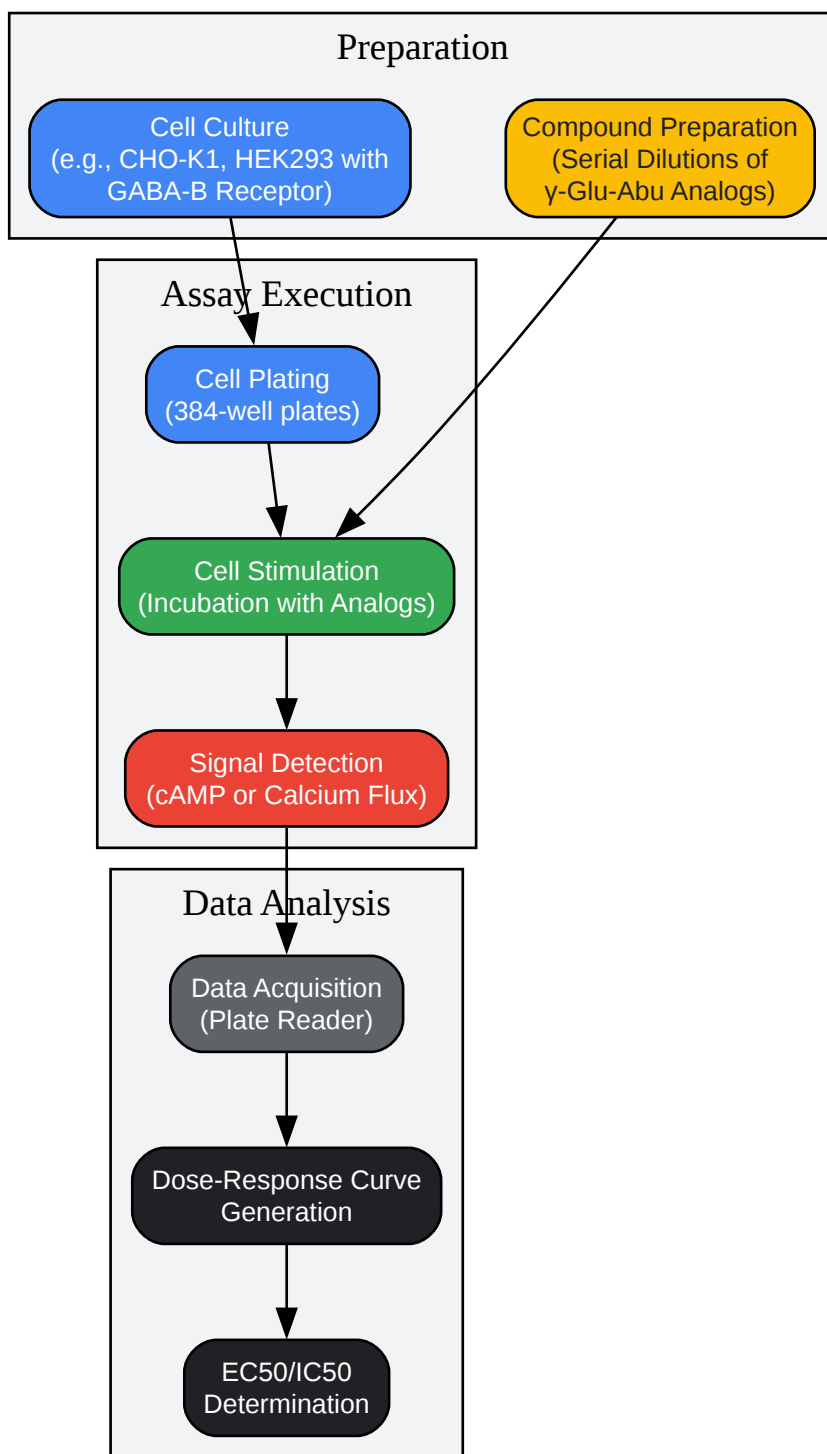 Preparation
Cell Culture
(e.g., CHO-K1, HEK293 with
GABA-B Receptor)
Compound Preparation
(Serial Dilutions of
γ-Glu-Abu Analogs)
Assay Execution
Cell Plating
(384-well plates)
Cell Stimulation
(Incubation with Analogs)
Signal Detection
(cAMP or Calcium Flux)
Data Analysis
Data Acquisition
(Plate Reader)
Dose-Response Curve
Generation
EC50/IC50
Determination